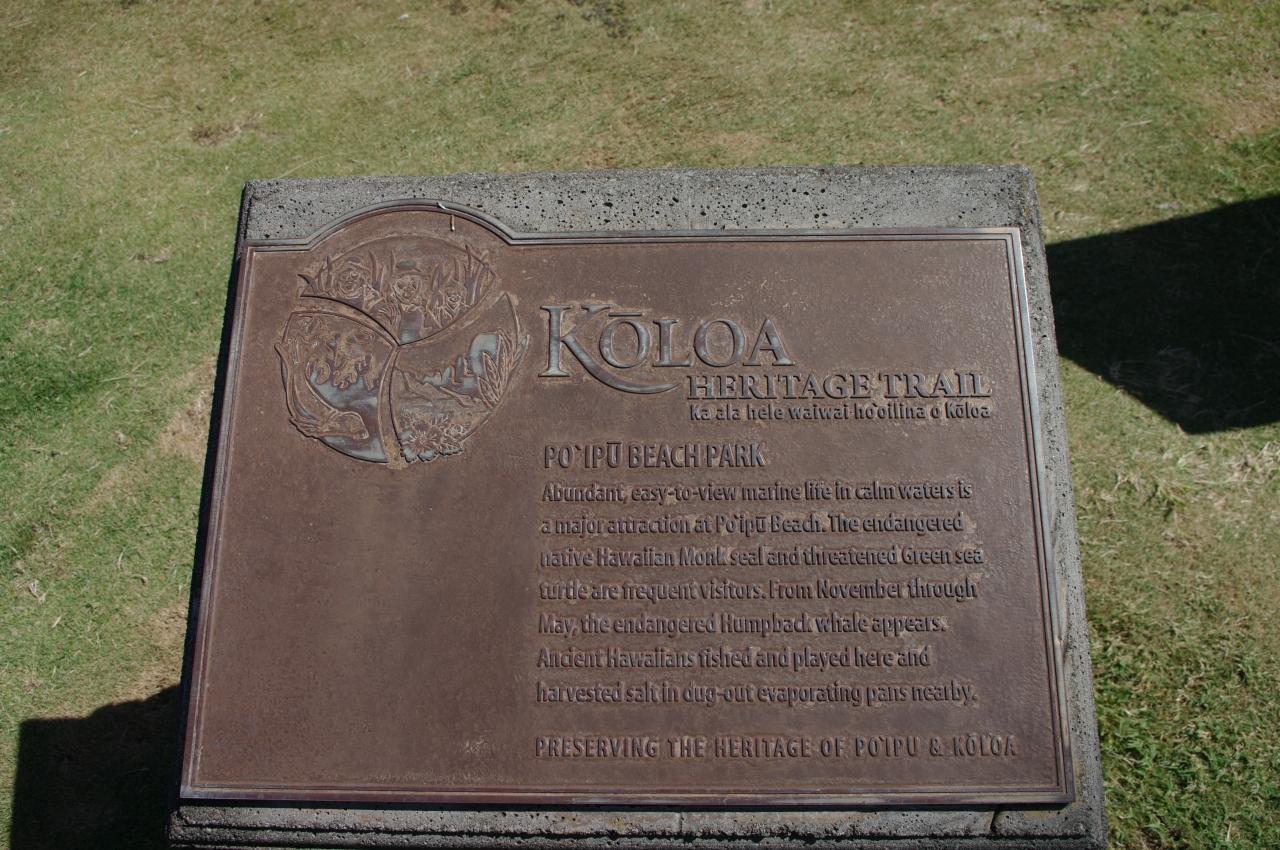 KŌLOA
HERITAGE TRAIL
Ka ala hele waiwai ho`oilina o Kōloa
PO`IPŪ BEACH PARK
Abundant, easy-to-view marine life in calm waters is
a major attraction at Po`ipū Beach. The endangered
native Hawaiian Monk seal and threatened Green sea
turtle are frequent visitors. From November through
May, the endangered Humpback whale appears.
Ancient Hawaiians fished and played here and
harvested salt in dug-out evaporating pans nearby.
PRESERVING THE HERITAGE OF PO`IPU & KŌLOA